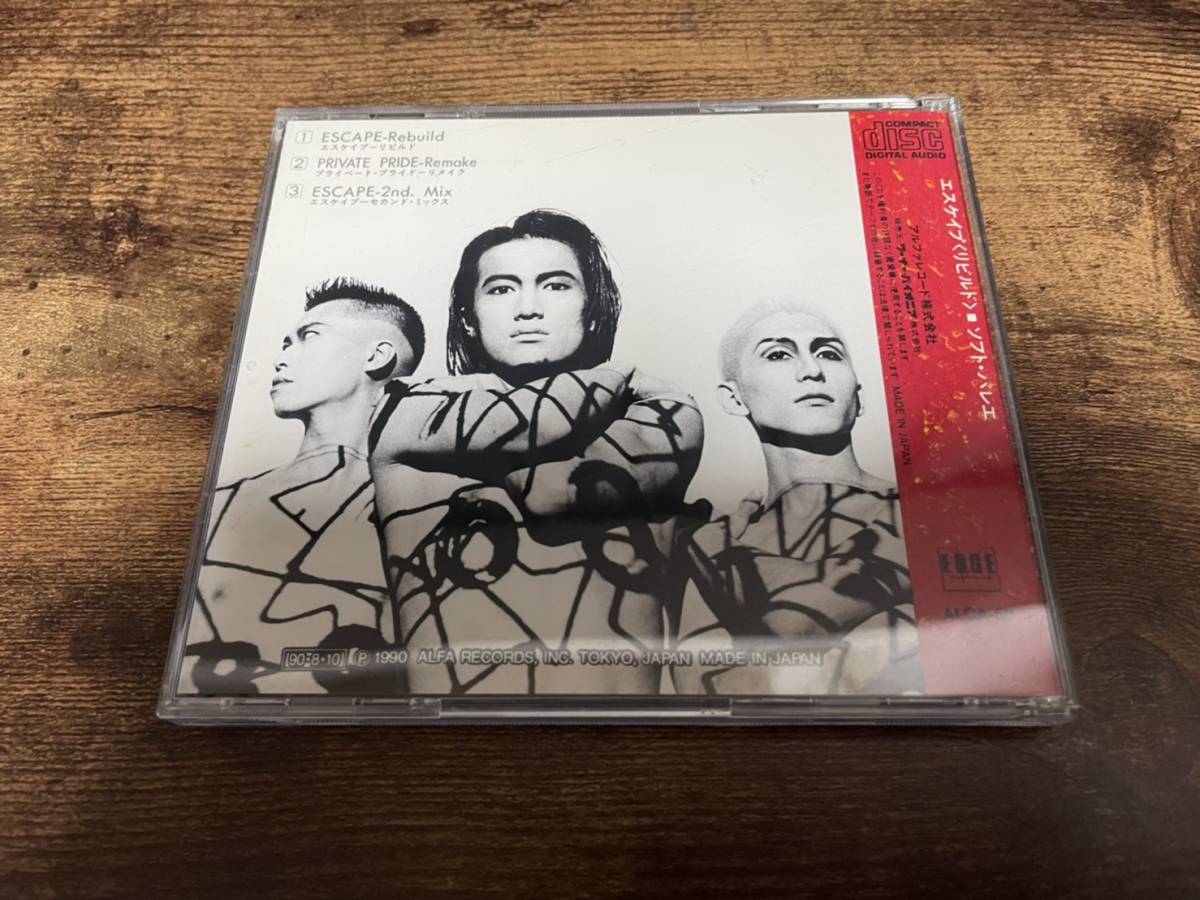 1 ESCAPE-Rebuild
エスケイプーリビルド
2 PRIVATE PRIDE-Remake
プライベート・プライドーリメイク
3 ESCAPE-2nd. Mix
エスケイプーセカンド・ミックス
COMPACT
disc
DIGITAL AUDIO
エスケイプ〈リビルド〉■ソフト・バレエ
アルファレコード株式会社
MADE IN JAPAN
EDGE
[90・8・10] Ⓟ 1990 ALFA RECORDS, INC. TOKYO, JAPAN MADE IN JAPAN